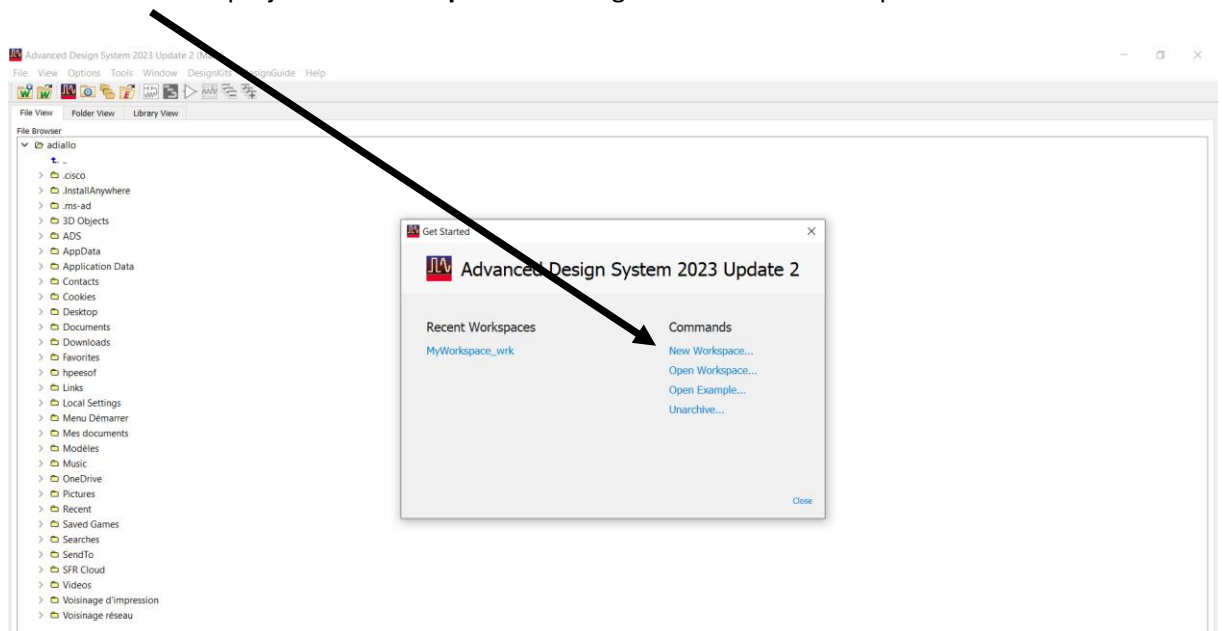 Advanced Design System 2023 Update 2
File View Options Tools Window DesignKits DesignGuide Help
File View Folder View Library View
File Browser
adiallo
..
.cisco
.InstallAnywhere
.ms-ad
3D Objects
ADS
AppData
Application Data
Contacts
Cookies
Desktop
Documents
Downloads
Favorites
hpeesof
Links
Local Settings
Menu Démarrer
Mes documents
Modèles
Music
OneDrive
Pictures
Recent
Saved Games
Searches
SendTo
SFR Cloud
Videos
Voisinage d'impression
Voisinage réseau
Get Started
Advanced Design System 2023 Update 2
Recent Workspaces
MyWorkspace_wrk
Commands
New Workspace...
Open Workspace...
Open Example...
Unarchive...
Close